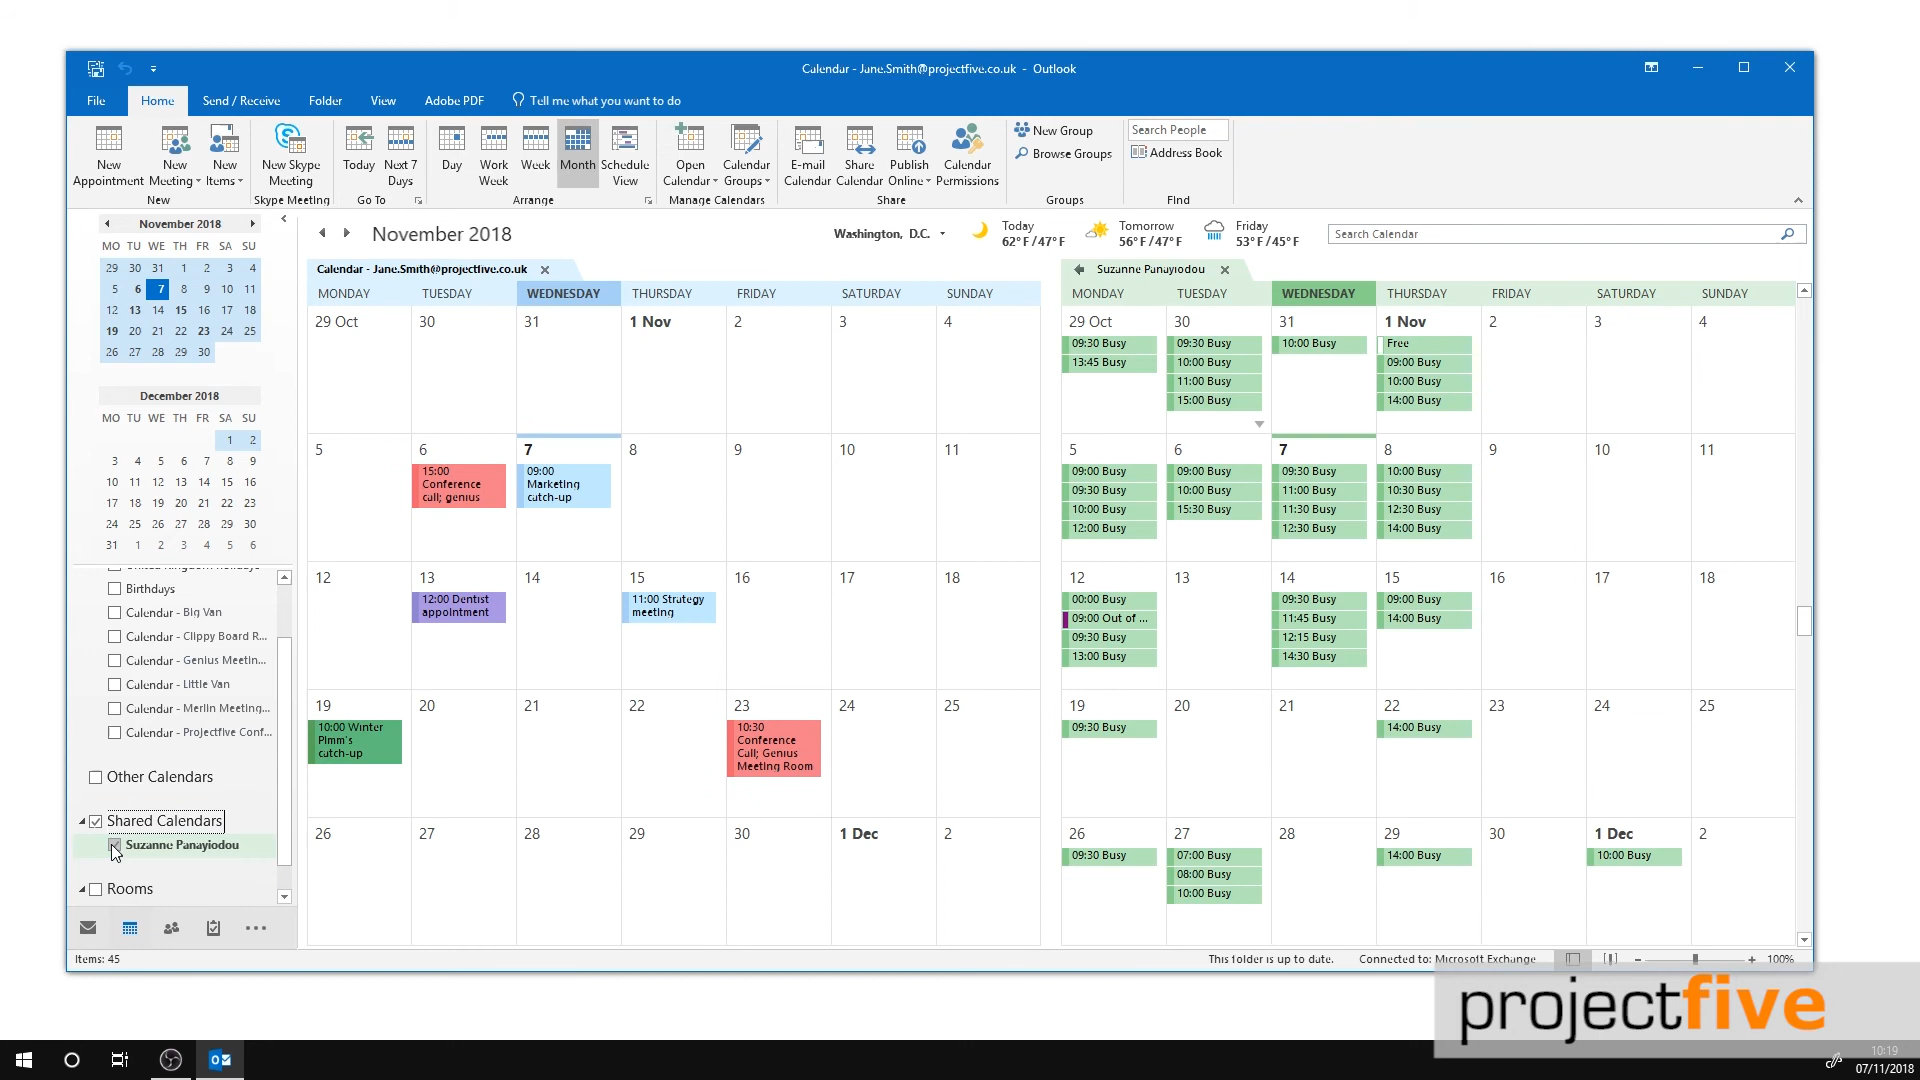 Calendar - Jane.Smith@projectfive.co.uk - Outlook
File Home Send / Receive Folder View Adobe PDF Tell me what you want to do
New Appointment New Meeting New Items New Skype Meeting Today Next 7 Days Day Work Week Week Month Schedule View Open Calendar Calendar Groups E-mail Calendar Share Calendar Publish Online Calendar Permissions New Group Browse Groups Search People Address Book
New Skype Meeting Go To Arrange Manage Calendars Share Groups Find
November 2018
MO TU WE TH FR SA SU
29 30 31 1 2 3 4
5 6 7 8 9 10 11
12 13 14 15 16 17 18
19 20 21 22 23 24 25
26 27 28 29 30
December 2018
MO TU WE TH FR SA SU
1 2
3 4 5 6 7 8 9
10 11 12 13 14 15 16
17 18 19 20 21 22 23
24 25 26 27 28 29 30
31 1 2 3 4 5 6
Birthdays
Calendar - Big Van
Calendar - Clippy Board R...
Calendar - Genius Meetin...
Calendar - Little Van
Calendar - Merlin Meeting...
Calendar - Projectfive Conf...
Other Calendars
Shared Calendars
Suzanne Panayiodou
Rooms
November 2018
Washington, D.C.
Today
62°F/47°F
Tomorrow
56°F/47°F
Friday
53°F/45°F
Search Calendar
Calendar - Jane.Smith@projectfive.co.uk
MONDAY TUESDAY WEDNESDAY THURSDAY FRIDAY SATURDAY SUNDAY
29 Oct 30 31 1 Nov 2 3 4
5 6 7 8 9 10 11
15:00
Conference
call; genius
09:00
Marketing
catch-up
12 13 14 15 16 17 18
12:00 Dentist
appointment
11:00 Strategy
meeting
19 20 21 22 23 24 25
10:00 Winter
Pimm's
catch-up
10:30
Conference
Call; Genius
Meeting Room
26 27 28 29 30 1 Dec 2
Suzanne Panayiodou
MONDAY TUESDAY WEDNESDAY THURSDAY FRIDAY SATURDAY SUNDAY
29 Oct 30 31 1 Nov 2 3 4
09:30 Busy 09:30 Busy 10:00 Busy Free
13:45 Busy 10:00 Busy 09:00 Busy
11:00 Busy 10:00 Busy
15:00 Busy 14:00 Busy
5 6 7 8 9 10 11
09:00 Busy 09:00 Busy 09:30 Busy 10:00 Busy
09:30 Busy 10:00 Busy 11:00 Busy 10:30 Busy
10:00 Busy 15:30 Busy 11:30 Busy 12:30 Busy
12:00 Busy 12:30 Busy 14:00 Busy
12 13 14 15 16 17 18
00:00 Busy 09:30 Busy 09:00 Busy
09:00 Out of ... 11:45 Busy 14:00 Busy
09:30 Busy 12:15 Busy
13:00 Busy 14:30 Busy
19 20 21 22 23 24 25
09:30 Busy 14:00 Busy
26 27 28 29 30 1 Dec 2
09:30 Busy 07:00 Busy 14:00 Busy 10:00 Busy
08:00 Busy
10:00 Busy
Items: 45
This folder is up to date. Connected to: Microsoft Exchange 100%
projectfive
10:19
07/11/2018